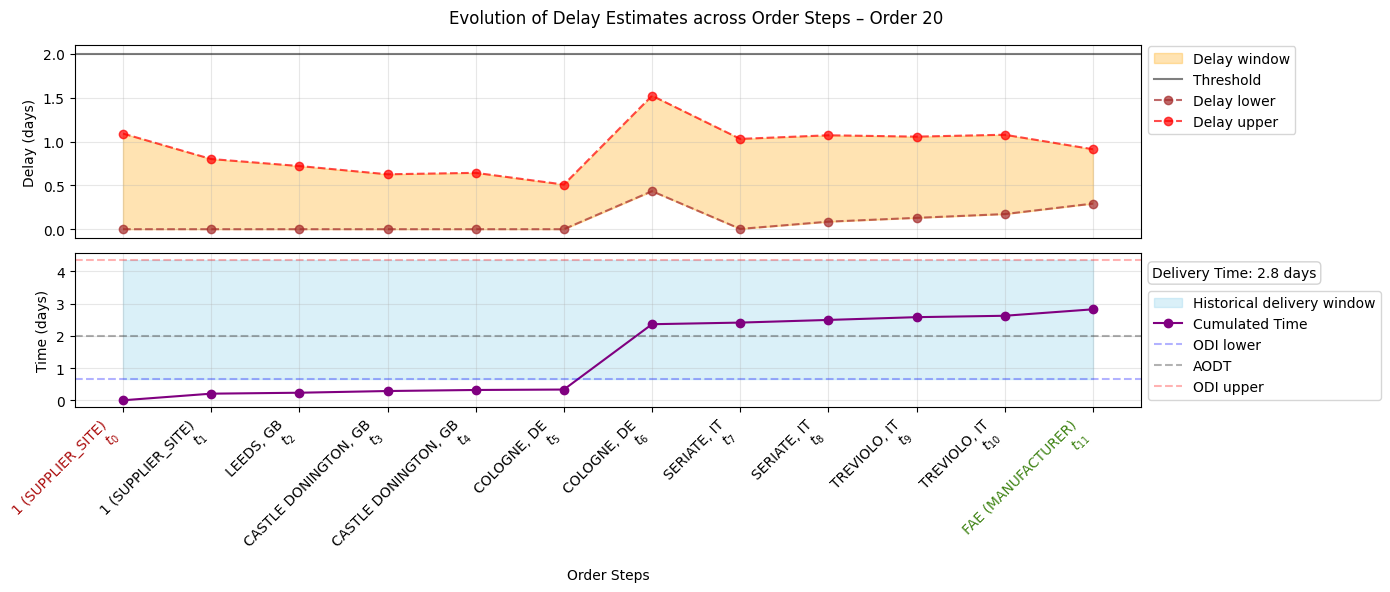 Evolution of Delay Estimates across Order Steps – Order 20
Delay (days)
2.0
1.5
1.0
0.5
0.0
Delay window
Threshold
Delay lower
Delay upper
Time (days)
4
3
2
1
0
Delivery Time: 2.8 days
Historical delivery window
Cumulated Time
ODI lower
AODT
ODI upper
1 (SUPPLIER_SITE)
t₀
1 (SUPPLIER_SITE)
t₁
LEEDS, GB
t₂
CASTLE DONINGTON, GB
t₃
CASTLE DONINGTON, GB
t₄
COLOGNE, DE
t₅
COLOGNE, DE
t₆
SERIATE, IT
t₇
SERIATE, IT
t₈
TREVIOLO, IT
t₉
TREVIOLO, IT
t₁₀
FAE (MANUFACTURER)
t₁₁
Order Steps